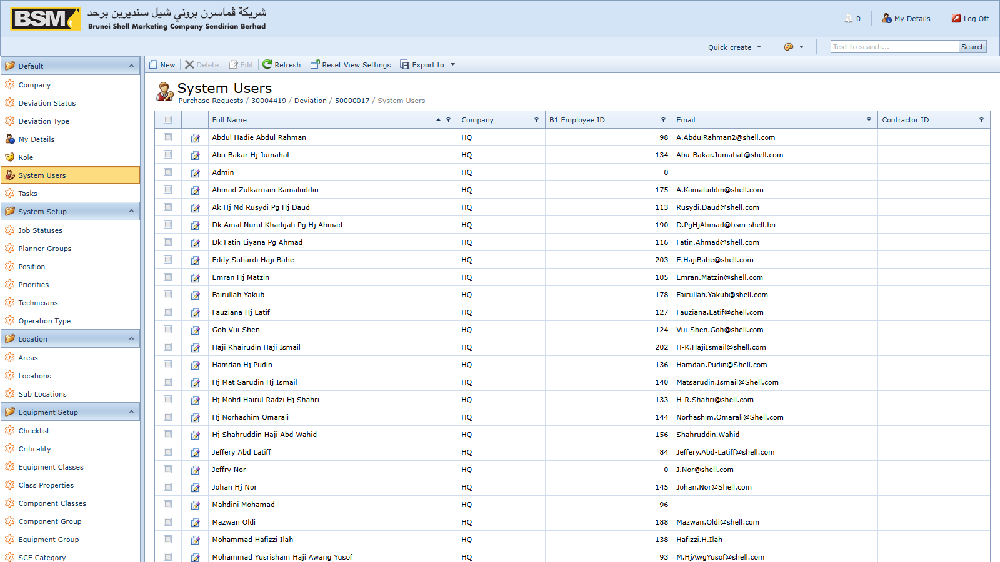 BSM
شريكة ڤماسرن بروني شيل سنديرين برحد
Brunei Shell Marketing Company Sendirian Berhad
0
My Details
Log Off
Quick create
Text to search...
Search
Default
Company
Deviation Status
Deviation Type
My Details
Role
System Users
Tasks
System Setup
Job Statuses
Planner Groups
Position
Priorities
Technicians
Operation Type
Location
Areas
Locations
Sub Locations
Equipment Setup
Checklist
Criticality
Equipment Classes
Class Properties
Component Classes
Component Group
Equipment Group
SCE Category
New Delete Edit Refresh Reset View Settings Export to
System Users
Purchase Requests / 30004419 / Deviation / 50000017 / System Users
Full Name Company B1 Employee ID Email Contractor ID
Abdul Hadie Abdul Rahman HQ 98 A.AbdulRahman2@shell.com
Abu Bakar Hj Jumahat HQ 134 Abu-Bakar.Jumahat@shell.com
Admin HQ 0
Ahmad Zulkarnain Kamaluddin HQ 175 A.Kamaluddin@shell.com
Ak Hj Md Rusydi Pg Hj Daud HQ 113 Rusydi.Daud@shell.com
Dk Amal Nurul Khadijah Pg Hj Ahmad HQ 190 D.PgHjAhmad@bsm-shell.bn
Dk Fatin Liyana Pg Ahmad HQ 116 Fatin.Ahmad@shell.com
Eddy Suhardi Haji Bahe HQ 203 E.HajiBahe@shell.com
Emran Hj Matzin HQ 105 Emran.Matzin@shell.com
Fairullah Yakub HQ 178 Fairullah.Yakub@shell.com
Fauziana Hj Latif HQ 127 Fauziana.Latif@shell.com
Goh Vui-Shen HQ 124 Vui-Shen.Goh@shell.com
Haji Khairudin Haji Ismail HQ 202 H-K.HajiIsmail@shell.com
Hamdan Hj Pudin HQ 136 Hamdan.Pudin@Shell.com
Hj Mat Sarudin Hj Ismail HQ 140 Matsarudin.Ismail@Shell.com
Hj Mohd Hairul Radzi Hj Shahri HQ 133 H-R.Shahri@shell.com
Hj Norhashim Omarali HQ 144 Norhashim.Omarali@Shell.com
Hj Shahruddin Haji Abd Wahid HQ 156 Shahruddin.Wahid
Jeffery Abd Latiff HQ 84 Jeffery.Abd-Latiff@shell.com
Jeffry Nor HQ 0 J.Nor@shell.com
Johan Hj Nor HQ 145 Johan.Nor@Shell.com
Mahdini Mohamad HQ 96
Mazwan Oldi HQ 188 Mazwan.Oldi@shell.com
Mohammad Hafizzi Ilah HQ 138 Hafizzi.H.Ilah
Mohammad Yusrisham Haji Awang Yusof HQ 93 M.HjAwgYusof@shell.com